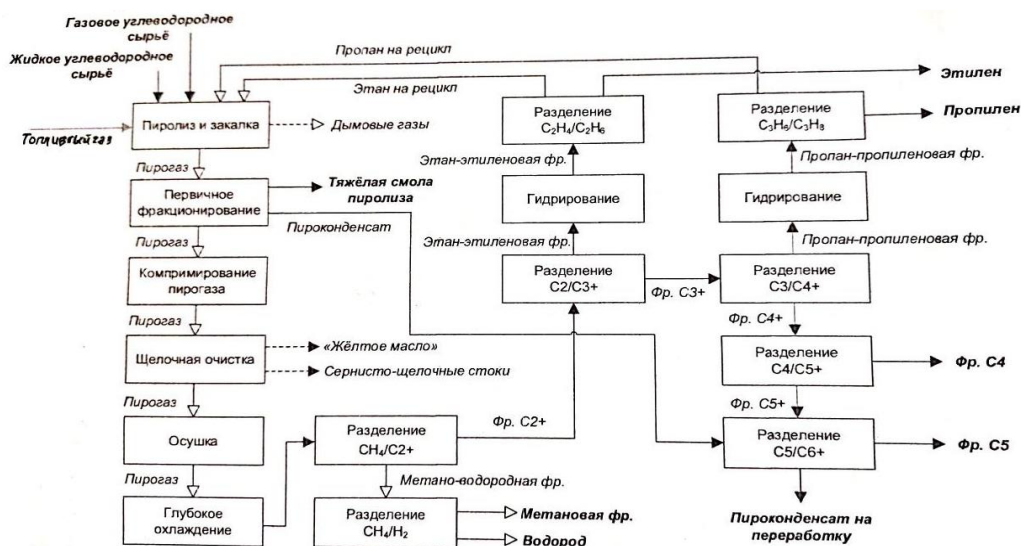 Газовое углеводородное
сырьё
Жидкое углеводородное
сырьё
Топливный газ
Пиролиз и закалка
Дымовые газы
Пропан на рецикл
Этан на рецикл
Пирогаз
Первичное
фракционирование
Тяжёлая смола
пиролиза
Пироконденсат
Пирогаз
Компримирование
пирогаза
Пирогаз
Щелочная очистка
«Жёлтое масло»
Сернисто-щелочные стоки
Пирогаз
Осушка
Пирогаз
Глубокое
охлаждение
Разделение
CH₄/C2+
Метано-водородная фр.
Разделение
CH₄/H₂
Метановая фр.
Водород
Фр. C2+
Разделение
C2/C3+
Этан-этиленовая фр.
Гидрирование
Этан-этиленовая фр.
Разделение
C₂H₄/C₂H₆
Этилен
Фр. C3+
Разделение
C3/C4+
Пропан-пропиленовая фр.
Гидрирование
Пропан-пропиленовая фр.
Разделение
C₃H₆/C₃H₈
Пропилен
Фр. C4+
Разделение
C4/C5+
Фр. C4
Фр. C5+
Разделение
C5/C6+
Фр. C5
Пироконденсат на
переработку